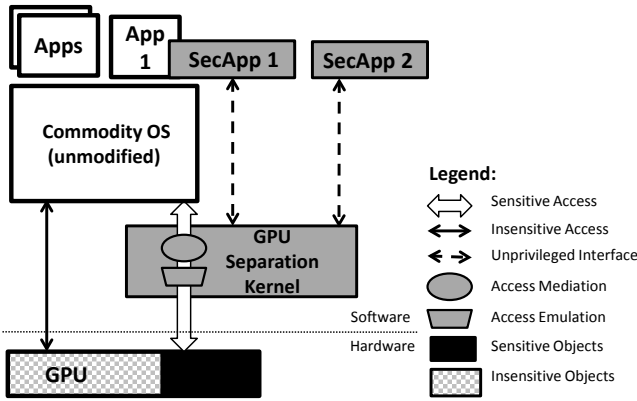 Apps
App
1
SecApp 1
SecApp 2
Commodity OS
(unmodified)
GPU
Separation
Kernel
Software
Hardware
GPU
Legend:
Sensitive Access
Insensitive Access
Unprivileged Interface
Access Mediation
Access Emulation
Sensitive Objects
Insensitive Objects